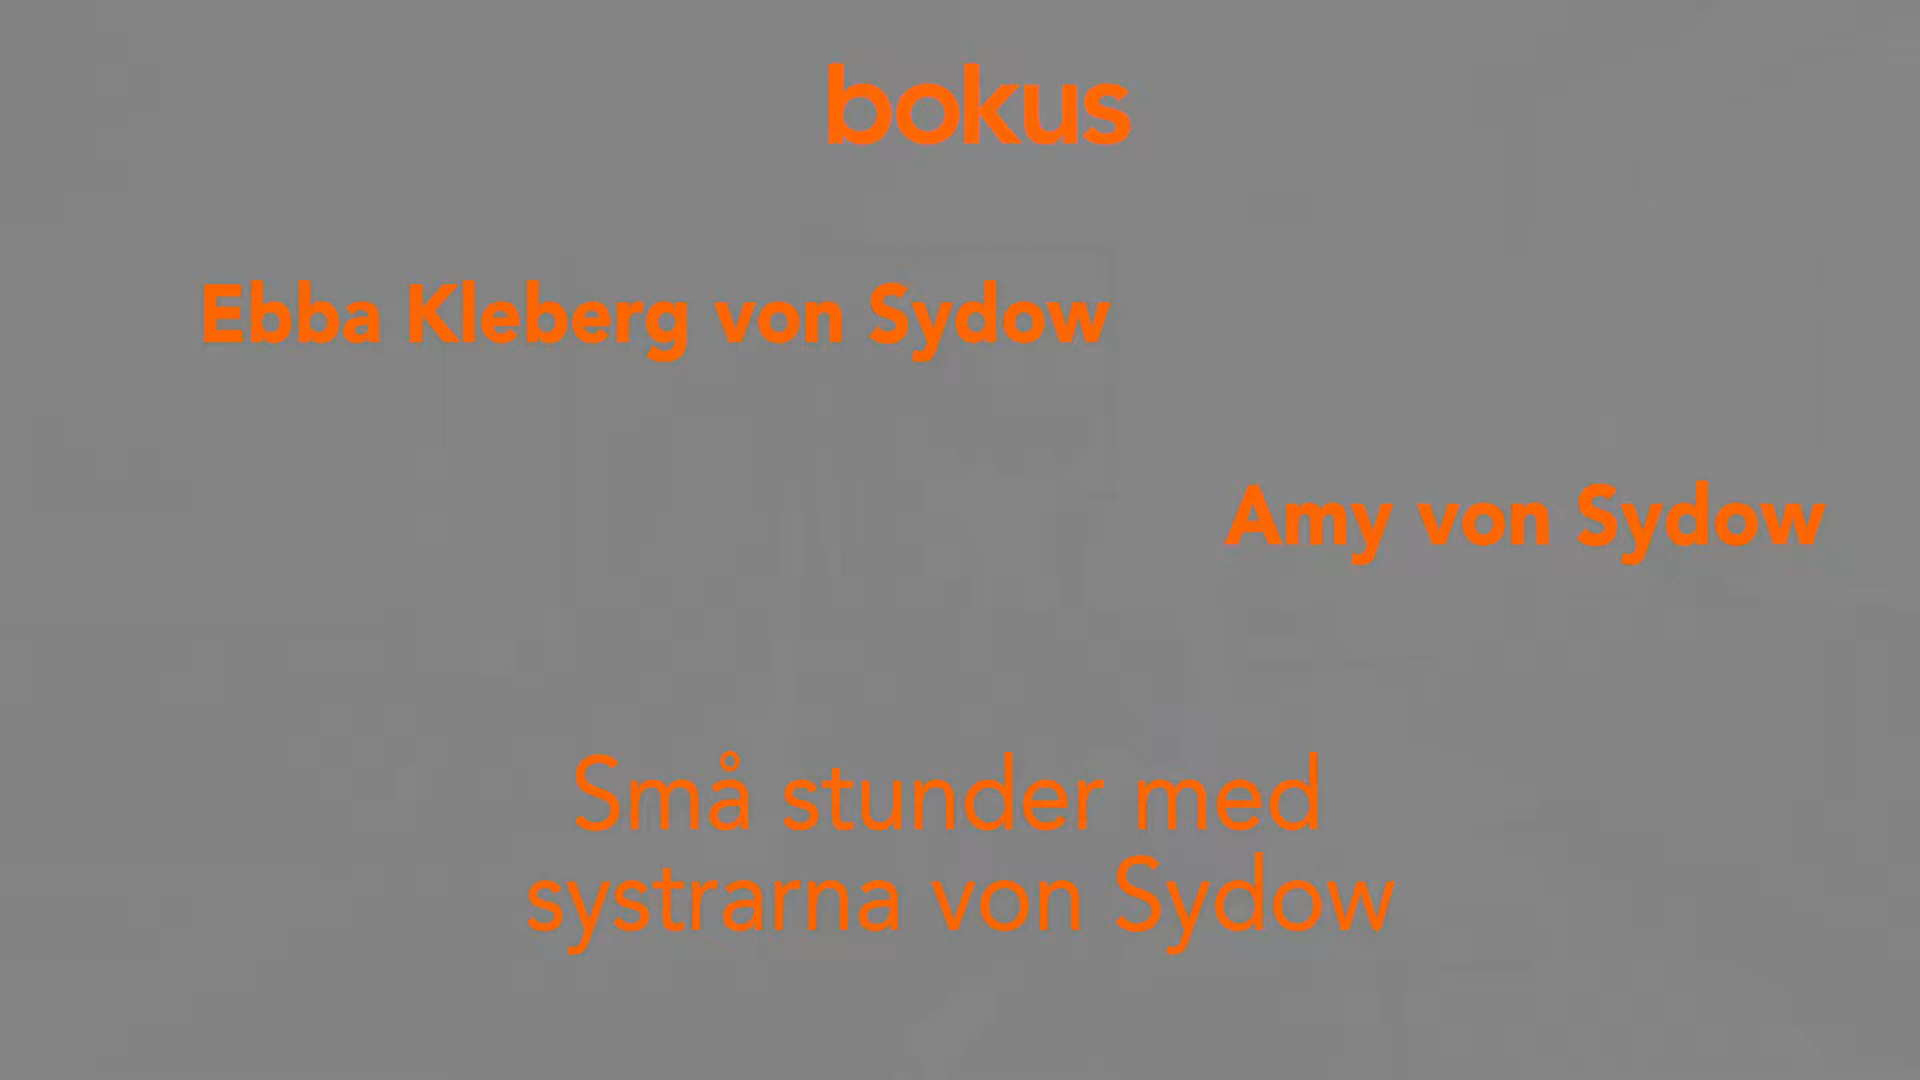 bokus
Ebba Kleberg von Sydow
Amy von Sydow
Små stunder med
systrarna von Sydow